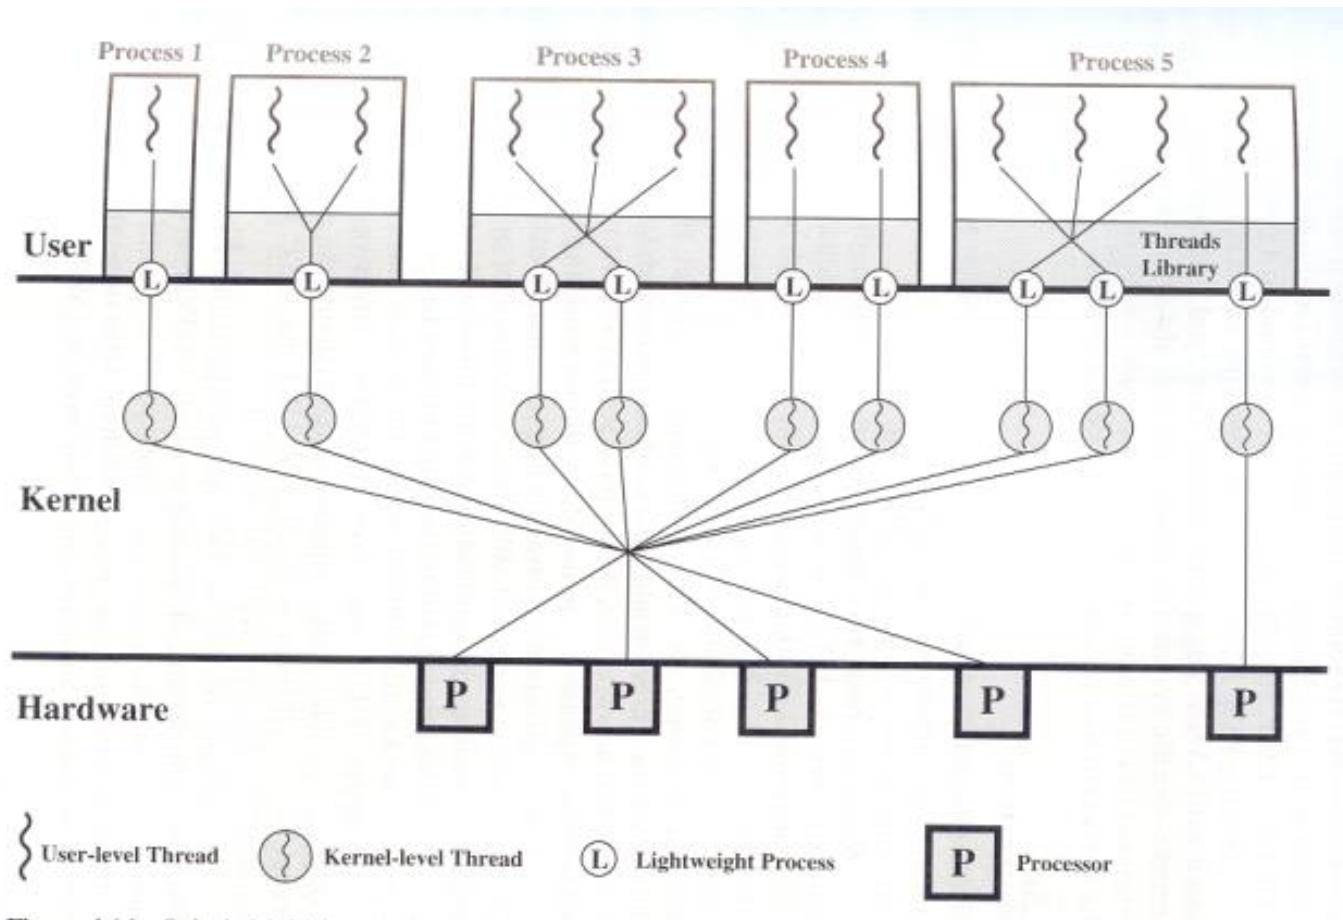 Process 1
Process 2
Process 3
Process 4
Process 5
User
Threads
Library
L
L
L
L
L
L
L
L
L
Kernel
Hardware
P
P
P
P
P
User-level Thread
Kernel-level Thread
L
Lightweight Process
P
Processor